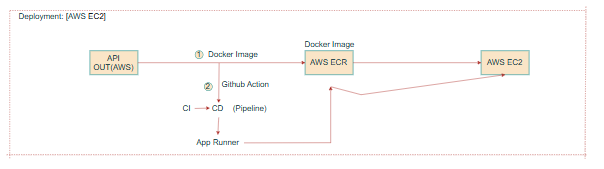 Deployment: [AWS EC2]
Docker Image
API
OUT(AWS)
① Docker Image
AWS ECR
AWS EC2
② Github Action
CI
CD (Pipeline)
App Runner